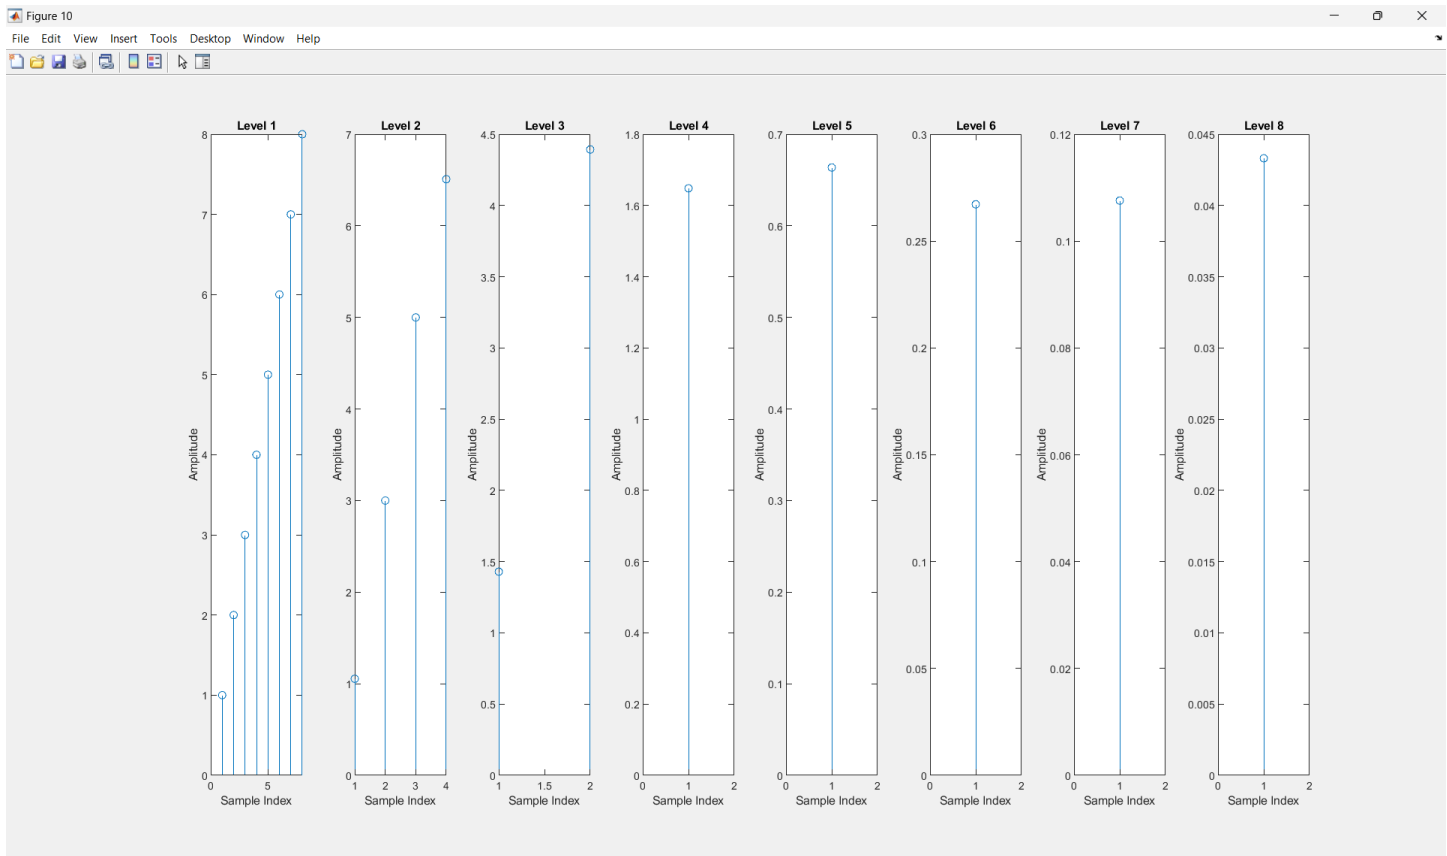 Figure 10
File Edit View Insert Tools Desktop Window Help
Level 1
8
7
6
5
4
3
2
1
0
0 5
Amplitude
Sample Index
Level 2
7
6
5
4
3
2
1
0
1 2 3 4
Amplitude
Sample Index
Level 3
4.5
4
3.5
3
2.5
2
1.5
1
0.5
0
1 1.5 2
Amplitude
Sample Index
Level 4
1.8
1.6
1.4
1.2
1
0.8
0.6
0.4
0.2
0
0 1 2
Amplitude
Sample Index
Level 5
0.7
0.6
0.5
0.4
0.3
0.2
0.1
0
0 1 2
Amplitude
Sample Index
Level 6
0.3
0.25
0.2
0.15
0.1
0.05
0
0 1 2
Amplitude
Sample Index
Level 7
0.12
0.1
0.08
0.06
0.04
0.02
0
0 1 2
Amplitude
Sample Index
Level 8
0.045
0.04
0.035
0.03
0.025
0.02
0.015
0.01
0.005
0
0 1 2
Amplitude
Sample Index